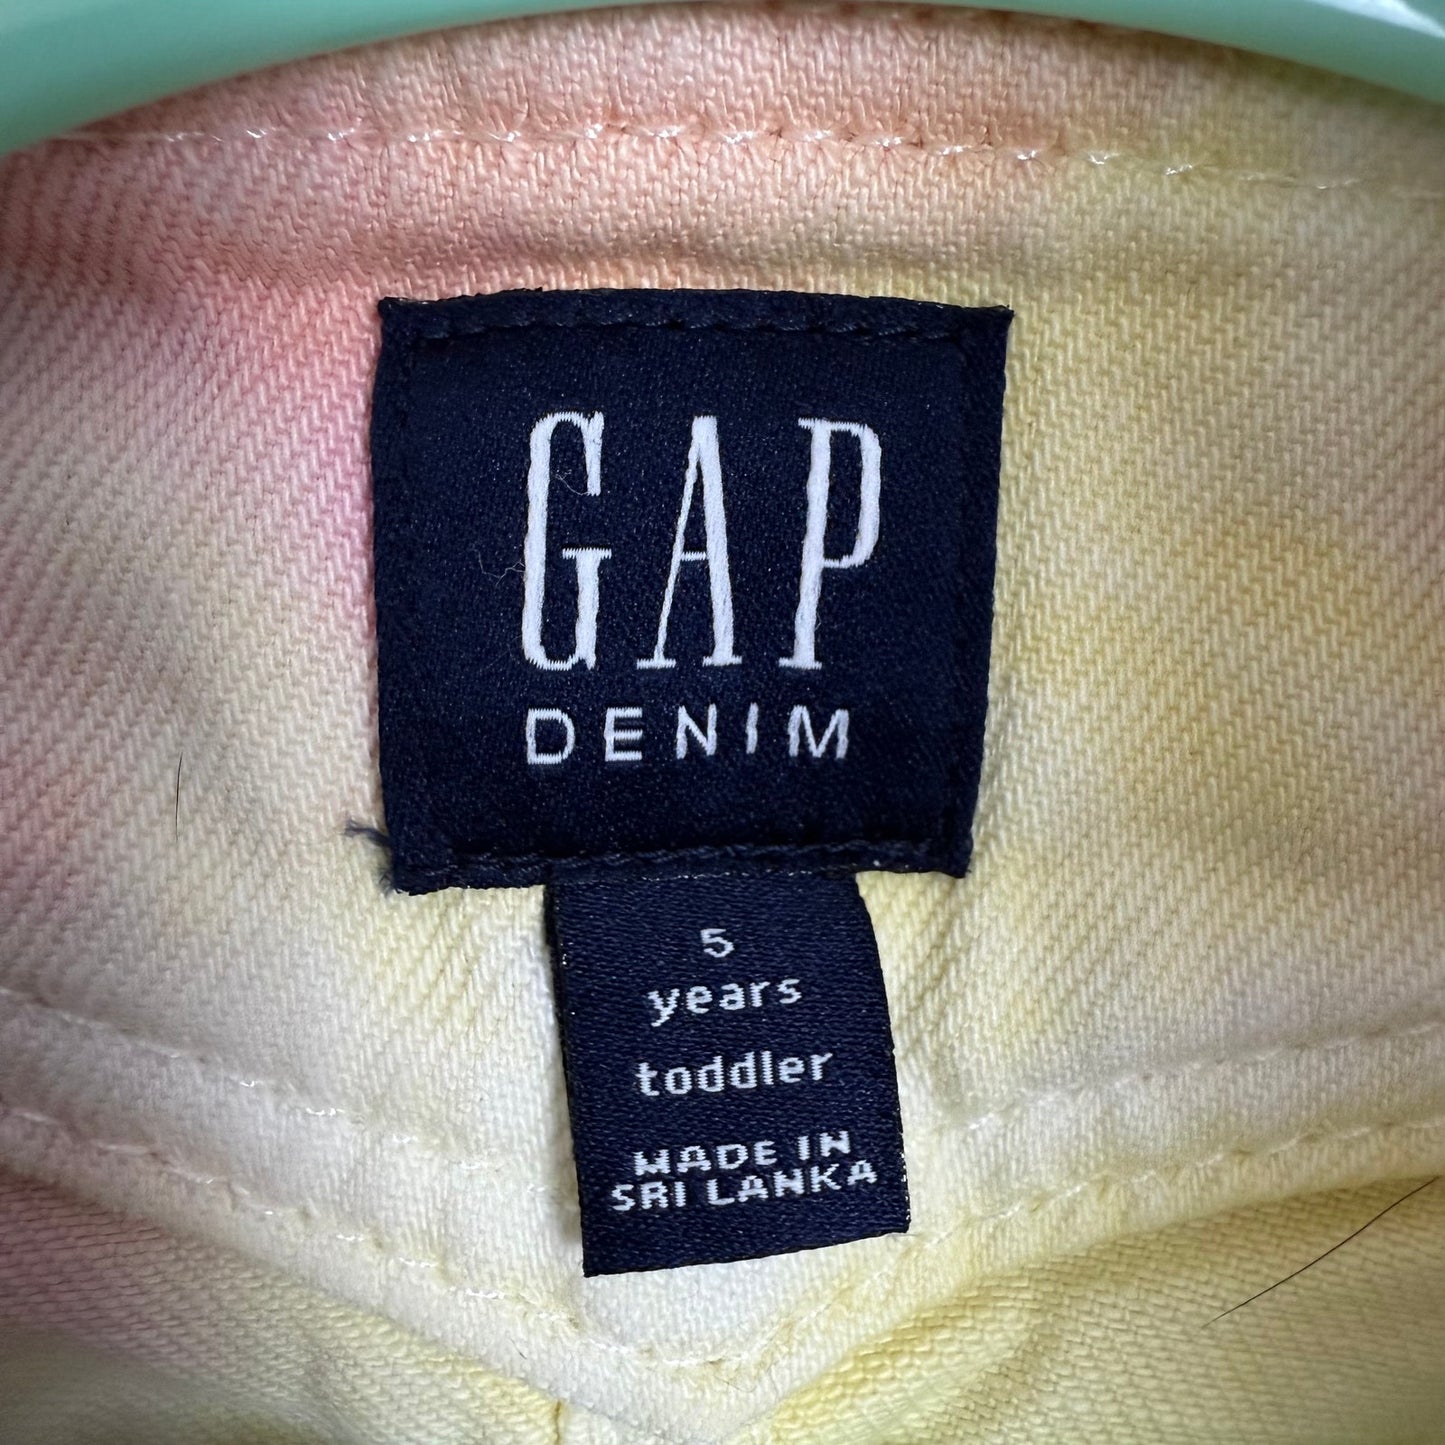 GAP
DENIM
5
years
toddler
MADE IN
SRI LANKA